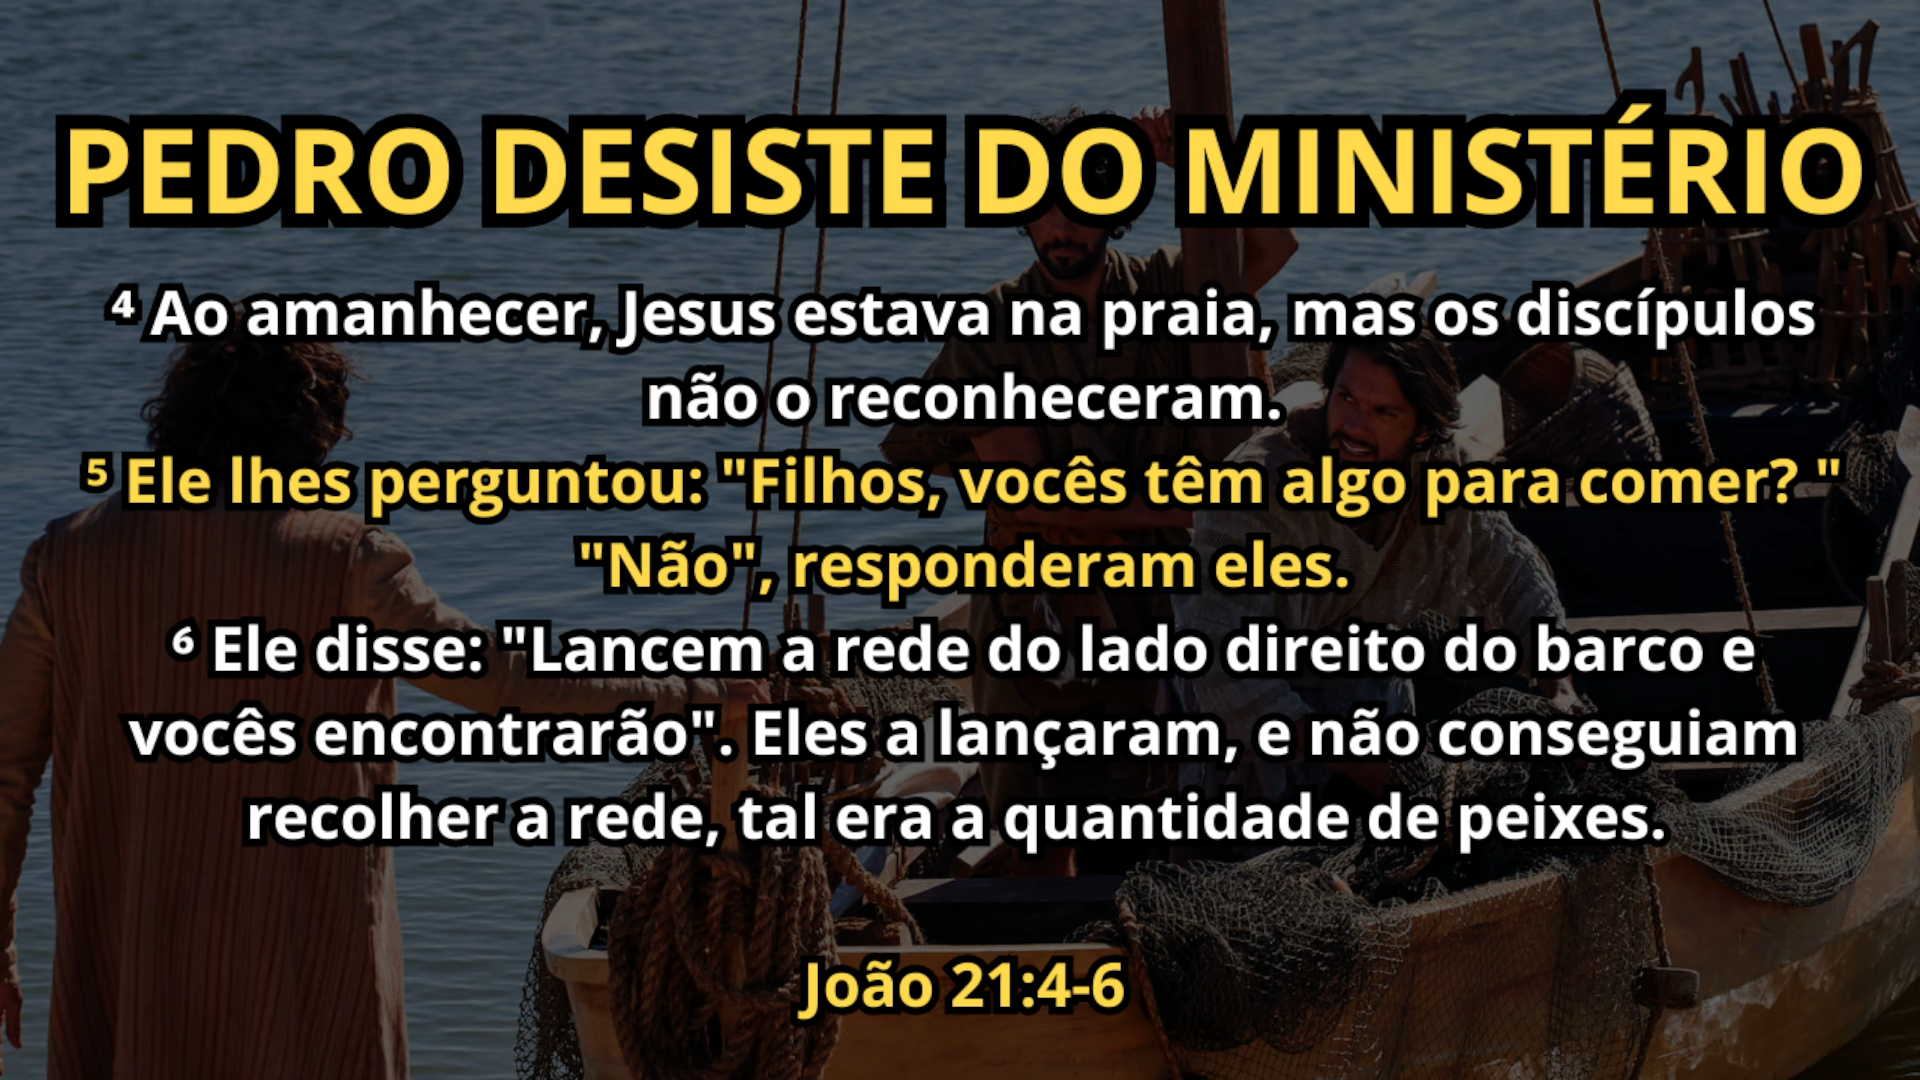 PEDRO DESISTE DO MINISTÉRIO
⁴ Ao amanhecer, Jesus estava na praia, mas os discípulos
não o reconheceram.
⁵ Ele lhes perguntou: "Filhos, vocês têm algo para comer? "
"Não", responderam eles.
⁶ Ele disse: "Lancem a rede do lado direito do barco e
vocês encontrarão". Eles a lançaram, e não conseguiam
recolher a rede, tal era a quantidade de peixes.
João 21:4-6